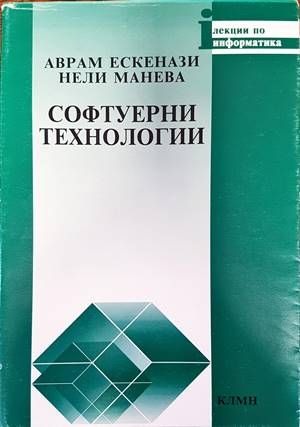 i лекции по
информатика
АВРАМ ЕСКЕНАЗИ
НЕЛИ МАНЕВА
СОФТУЕРНИ
ТЕХНОЛОГИИ
КЛМН